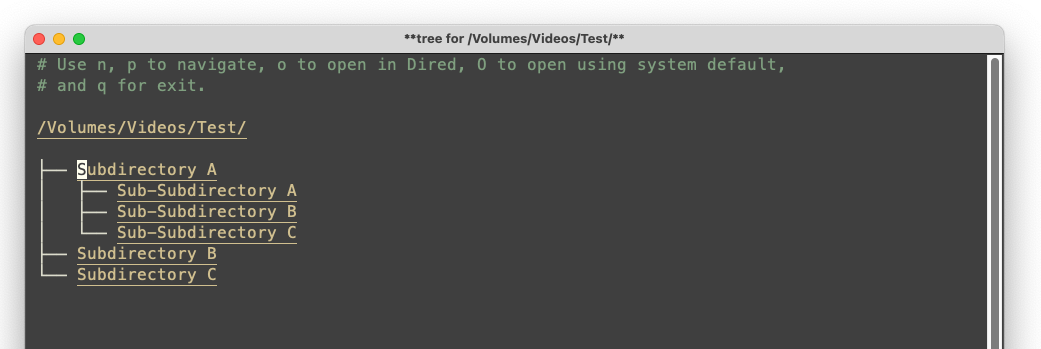 **tree for /Volumes/Videos/Test/**
# Use n, p to navigate, o to open in Dired, O to open using system default,
# and q for exit.
/Volumes/Videos/Test/
├── Subdirectory A
│   ├── Sub-Subdirectory A
│   ├── Sub-Subdirectory B
│   └── Sub-Subdirectory C
├── Subdirectory B
└── Subdirectory C